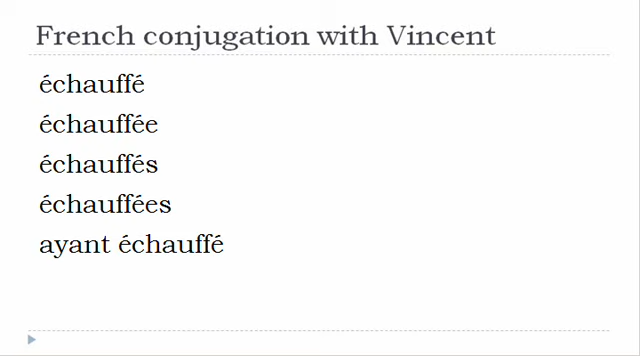 French conjugation with Vincent
échauffé
échauffée
échauffés
échauffées
ayant échauffé